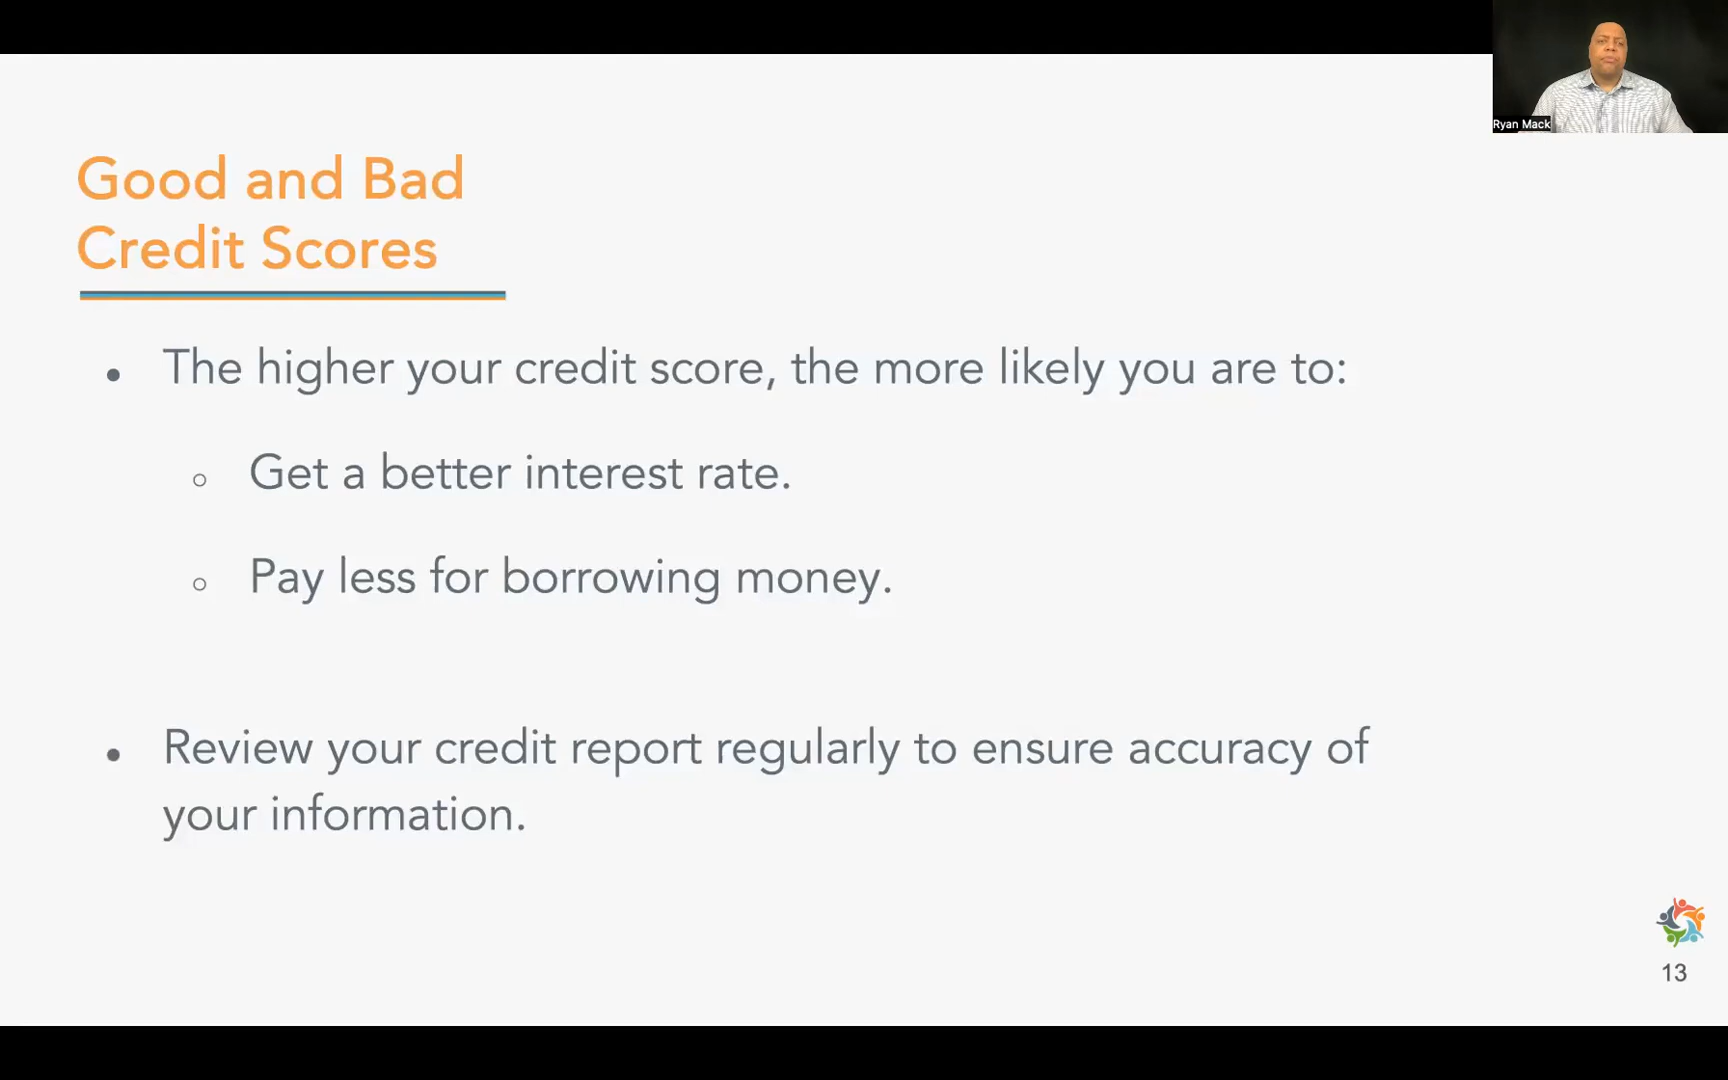 Ryan Mack
Good and Bad
Credit Scores
• The higher your credit score, the more likely you are to:
○ Get a better interest rate.
○ Pay less for borrowing money.
• Review your credit report regularly to ensure accuracy of
your information.
13